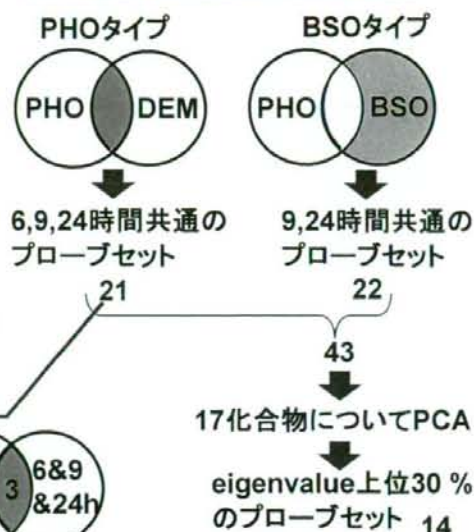 PHOタイプ
BSOタイプ
PHO
DEM
PHO
BSO
6,9,24時間共通の
プローブセット
21
9,24時間共通の
プローブセット
22
43
17化合物についてPCA
eigenvalue上位30 %
のプローブセット 14
3
6&9
&24h